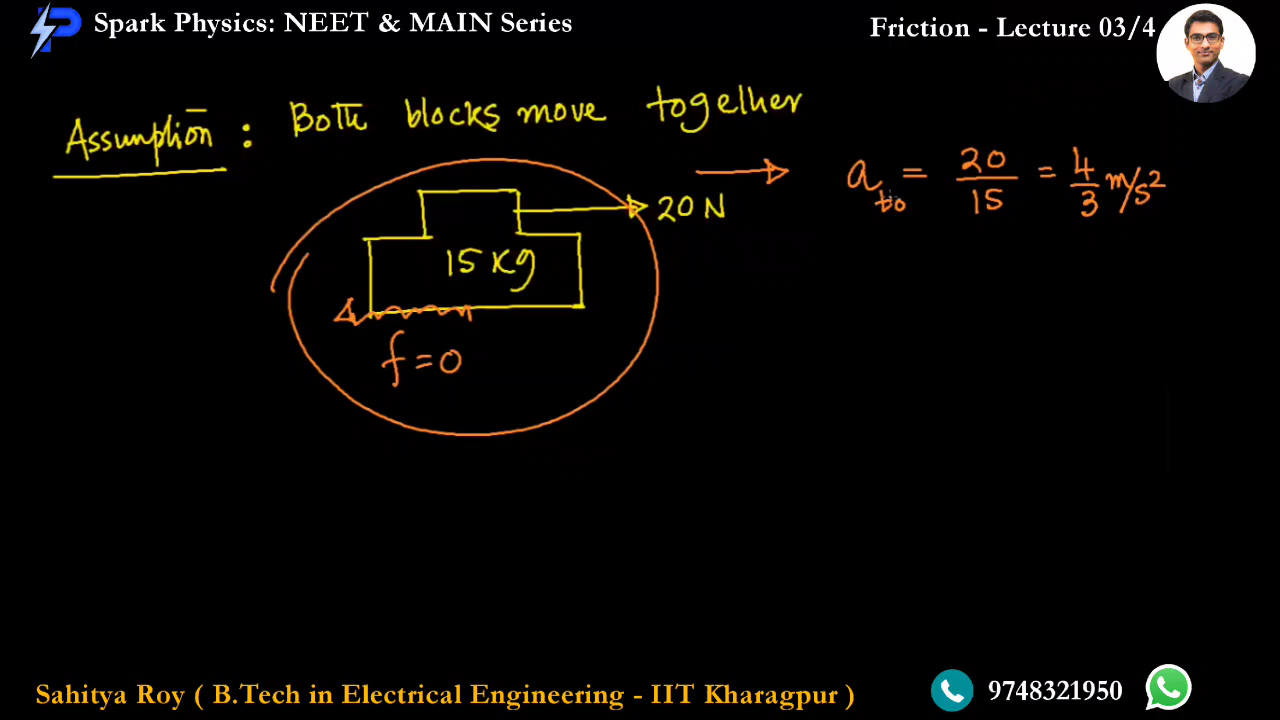 Spark Physics: NEET & MAIN Series
Friction - Lecture 03/4
Assumption : Both blocks move together
20 N
a = 20/15 = 4/3 m/s²
15 Kg
f = 0
Sahitya Roy ( B.Tech in Electrical Engineering - IIT Kharagpur )
9748321950